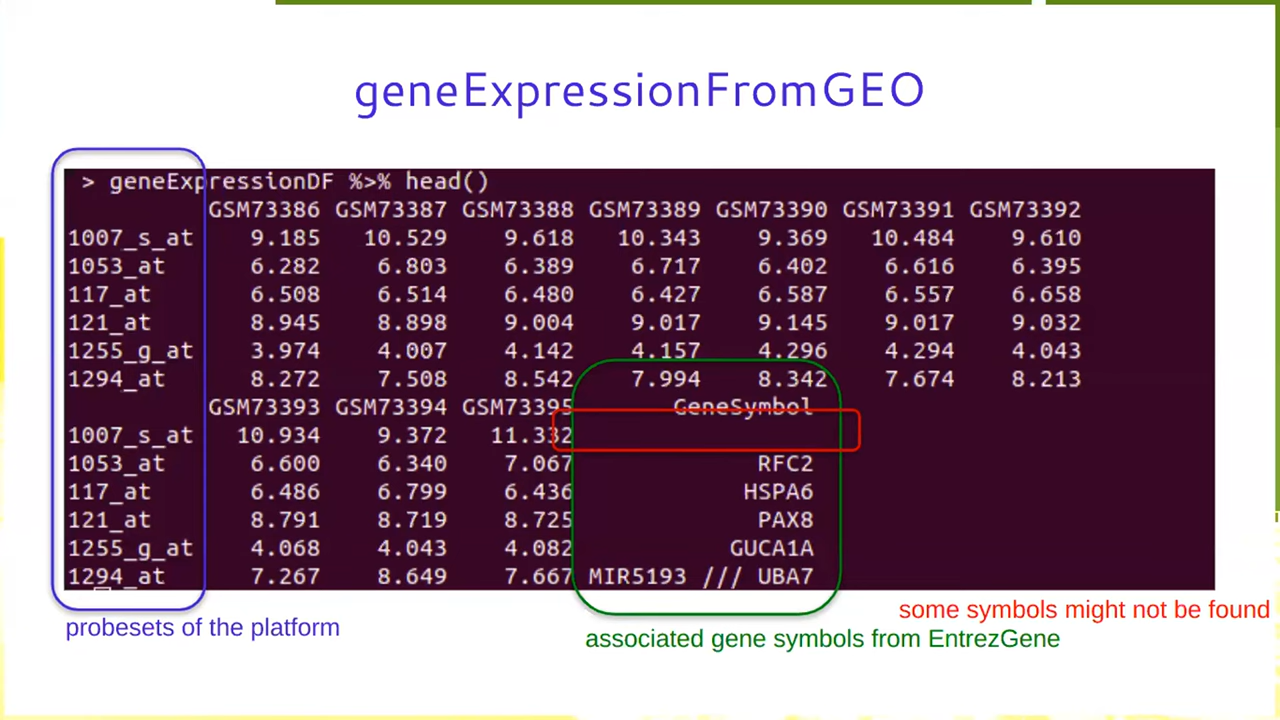 geneExpressionFromGEO
> geneExpressionDF %>% head()
GSM73386 GSM73387 GSM73388 GSM73389 GSM73390 GSM73391 GSM73392
1007_s_at 9.185 10.529 9.618 10.343 9.369 10.484 9.610
1053_at 6.282 6.803 6.389 6.717 6.402 6.616 6.395
117_at 6.508 6.514 6.480 6.427 6.587 6.557 6.658
121_at 8.945 8.898 9.004 9.017 9.145 9.017 9.032
1255_g_at 3.974 4.007 4.142 4.157 4.296 4.294 4.043
1294_at 8.272 7.508 8.542 7.994 8.342 7.674 8.213
GSM73393 GSM73394 GSM73395 GeneSymbol
1007_s_at 10.934 9.372 11.332
1053_at 6.600 6.340 7.067 RFC2
117_at 6.486 6.799 6.436 HSPA6
121_at 8.791 8.719 8.725 PAX8
1255_g_at 4.068 4.043 4.082 GUCA1A
1294_at 7.267 8.649 7.667 MIR5193 /// UBA7
some symbols might not be found
probesets of the platform
associated gene symbols from EntrezGene